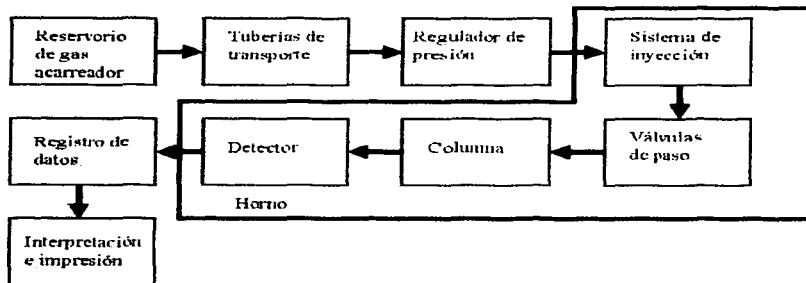 Reservorio
de gas
acarreador
Tuberías de
transporte
Regulador de
presión
Sistema de
inyección
Válvulas
de paso
Columna
Detector
Registro de
datos.
Horno
Interpretación
e impresión